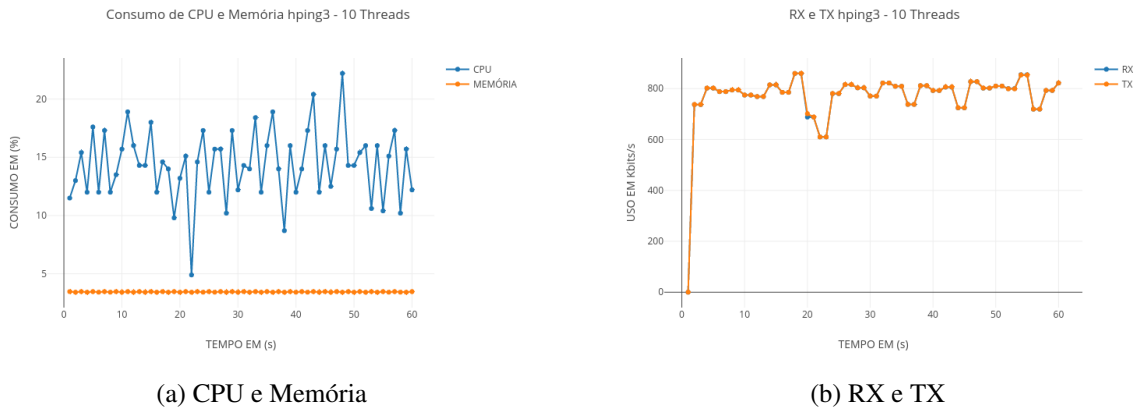 Consumo de CPU e Memória hping3 - 10 Threads
CPU
MEMÓRIA
20
15
10
5
CONSUMO EM (%)
0 10 20 30 40 50 60
TEMPO EM (s)
(a) CPU e Memória
RX e TX hping3 - 10 Threads
RX
TX
800
600
400
200
0
USO EM Kbits/s
0 10 20 30 40 50 60
TEMPO EM (s)
(b) RX e TX